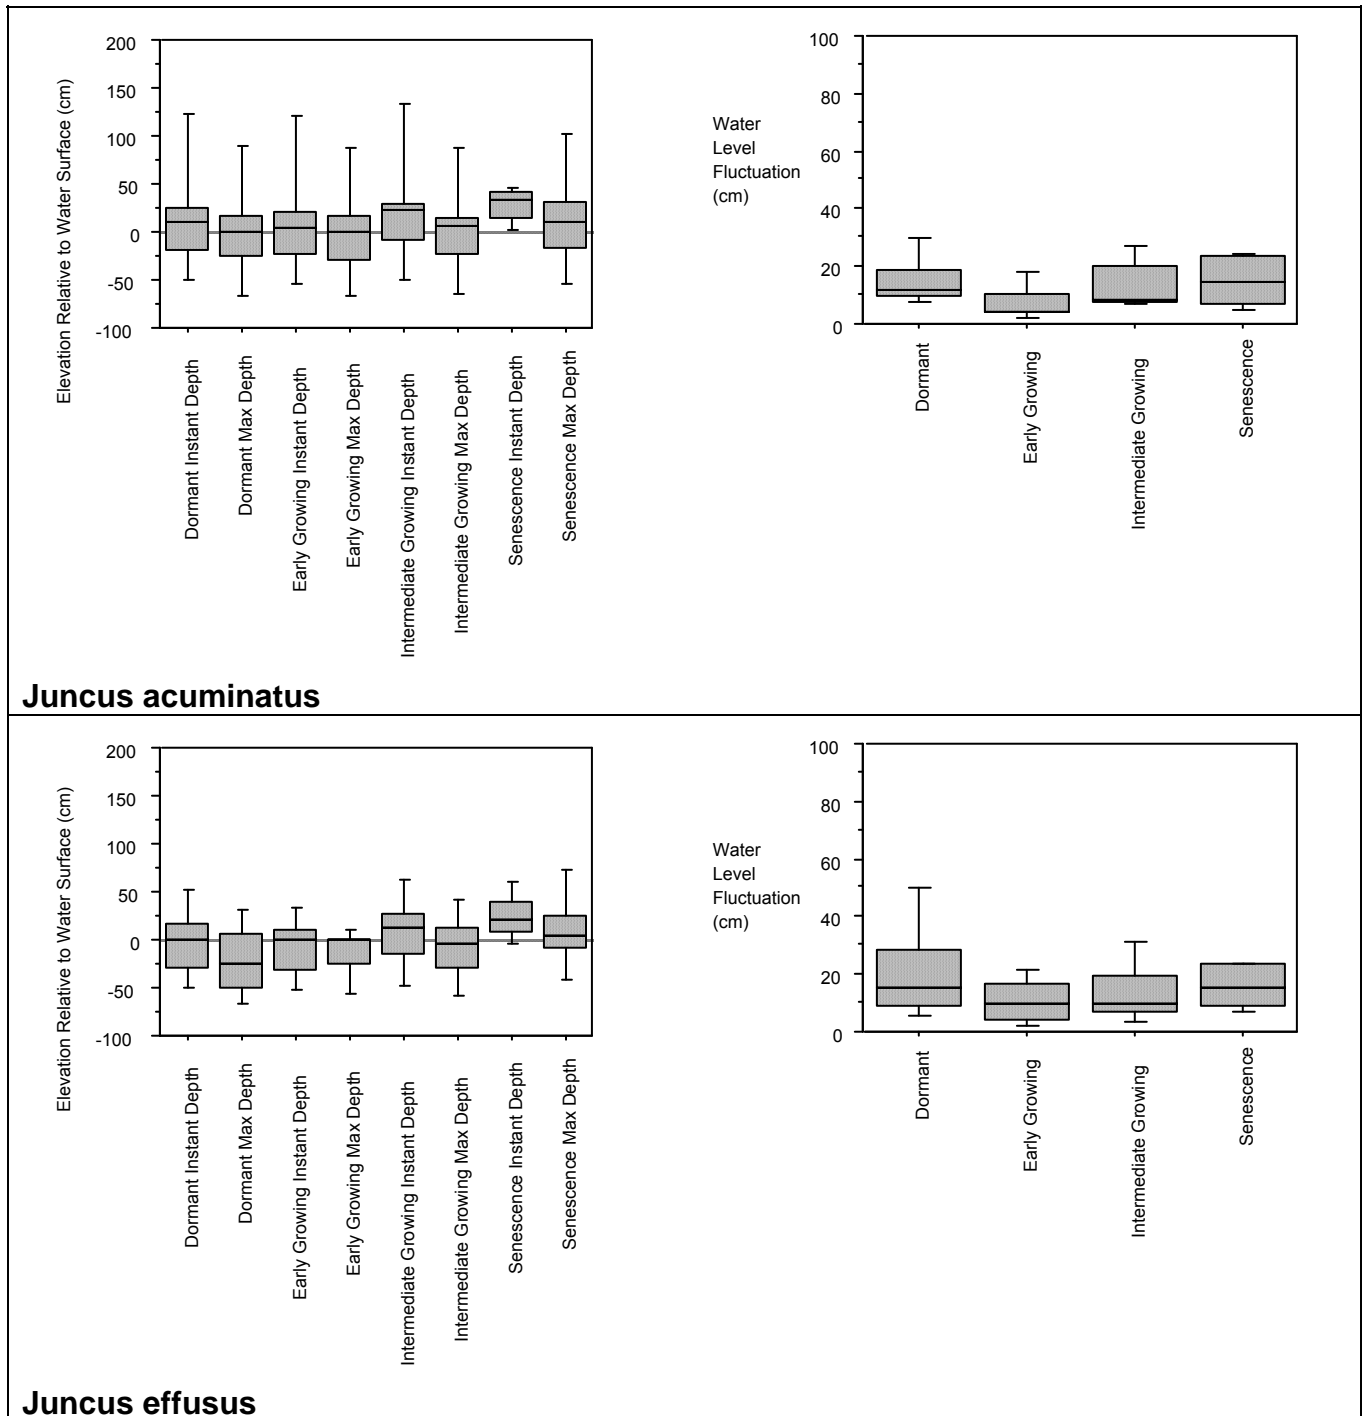 Elevation Relative to Water Surface (cm)
200
150
100
50
0
-50
-100
Dormant Instant Depth
Dormant Max Depth
Early Growing Instant Depth
Early Growing Max Depth
Intermediate Growing Instant Depth
Intermediate Growing Max Depth
Senescence Instant Depth
Senescence Max Depth
Water
Level
Fluctuation
(cm)
100
80
60
40
20
0
Dormant
Early Growing
Intermediate Growing
Senescence
Juncus acuminatus
Elevation Relative to Water Surface (cm)
200
150
100
50
0
-50
-100
Dormant Instant Depth
Dormant Max Depth
Early Growing Instant Depth
Early Growing Max Depth
Intermediate Growing Instant Depth
Intermediate Growing Max Depth
Senescence Instant Depth
Senescence Max Depth
Water
Level
Fluctuation
(cm)
100
80
60
40
20
0
Dormant
Early Growing
Intermediate Growing
Senescence
Juncus effusus